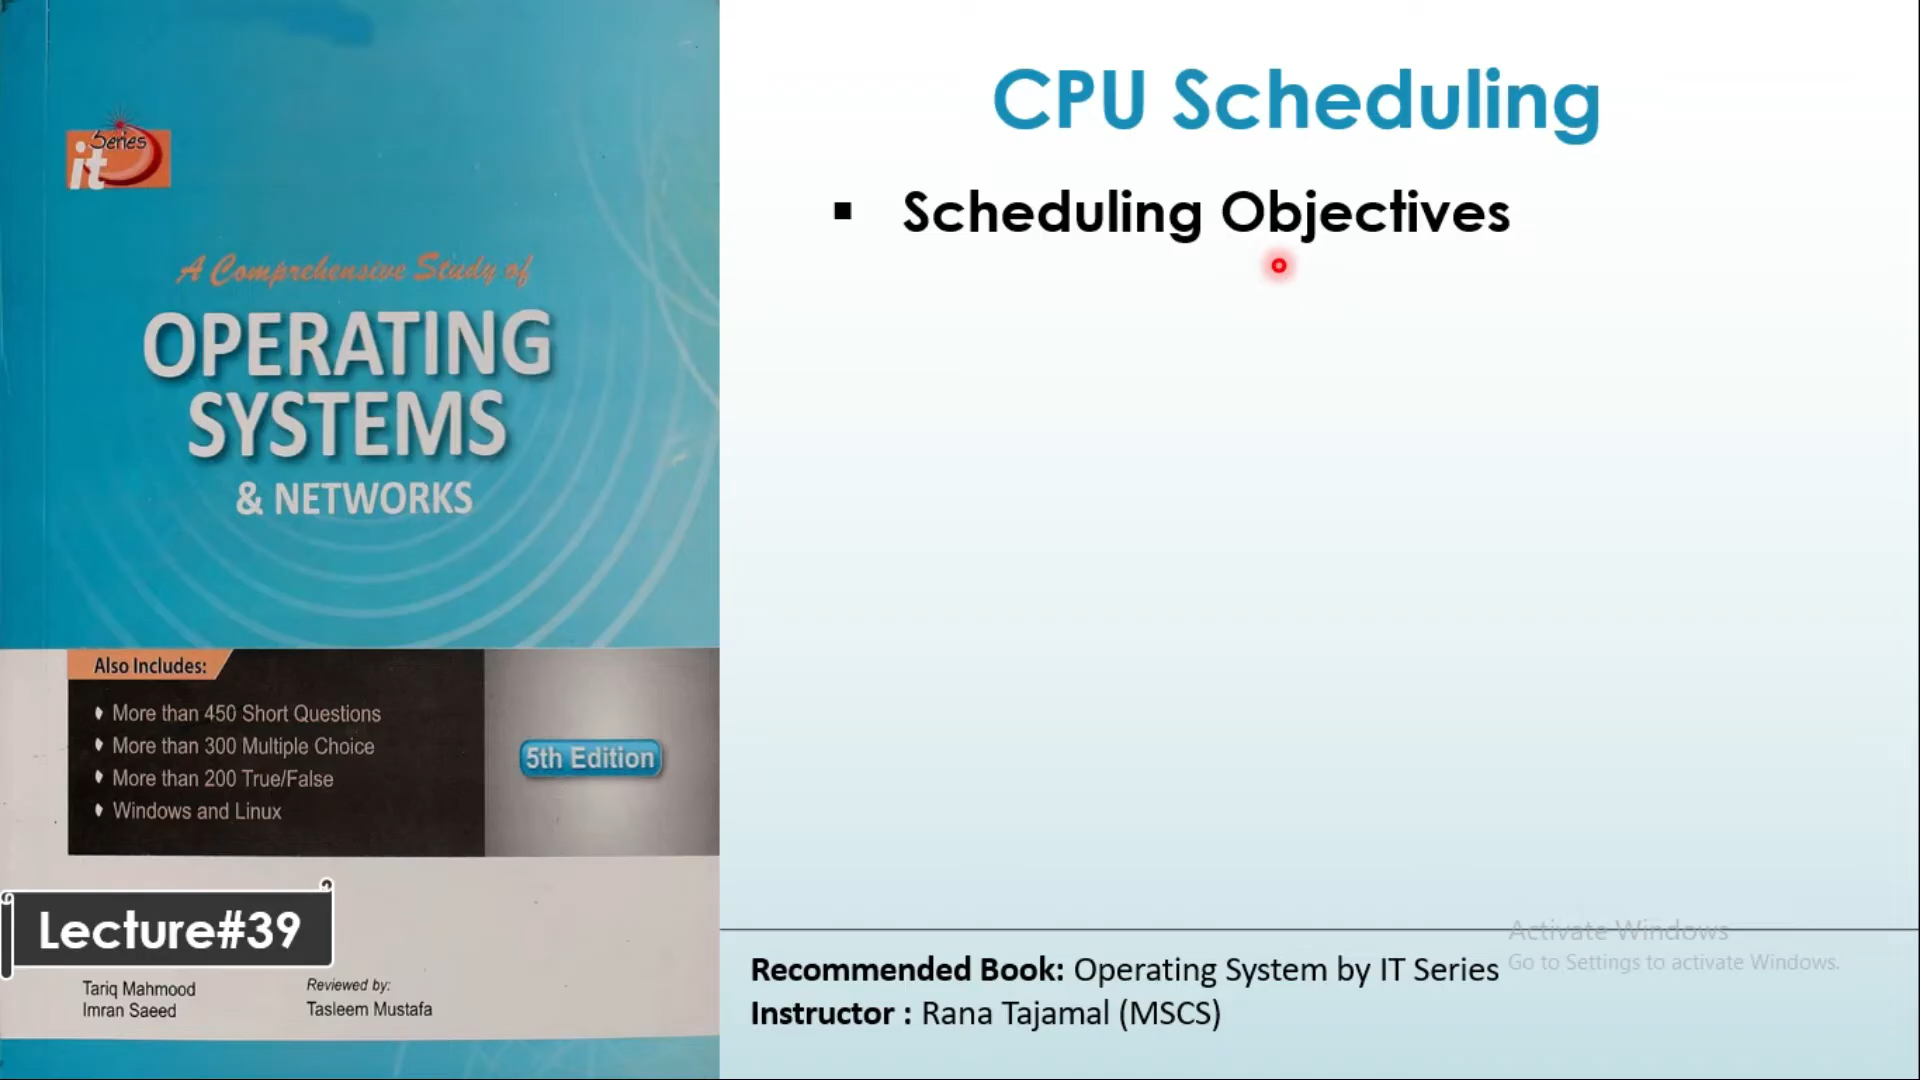 Series
it
A Comprehensive Study of
OPERATING
SYSTEMS
& NETWORKS
Also Includes:
More than 450 Short Questions
More than 300 Multiple Choice
More than 200 True/False
Windows and Linux
5th Edition
Lecture#39
Tariq Mahmood
Imran Saeed
Reviewed by:
Tasleem Mustafa
CPU Scheduling
▪ Scheduling Objectives
Activate Windows
Go to Settings to activate Windows.
Recommended Book: Operating System by IT Series
Instructor : Rana Tajamal (MSCS)